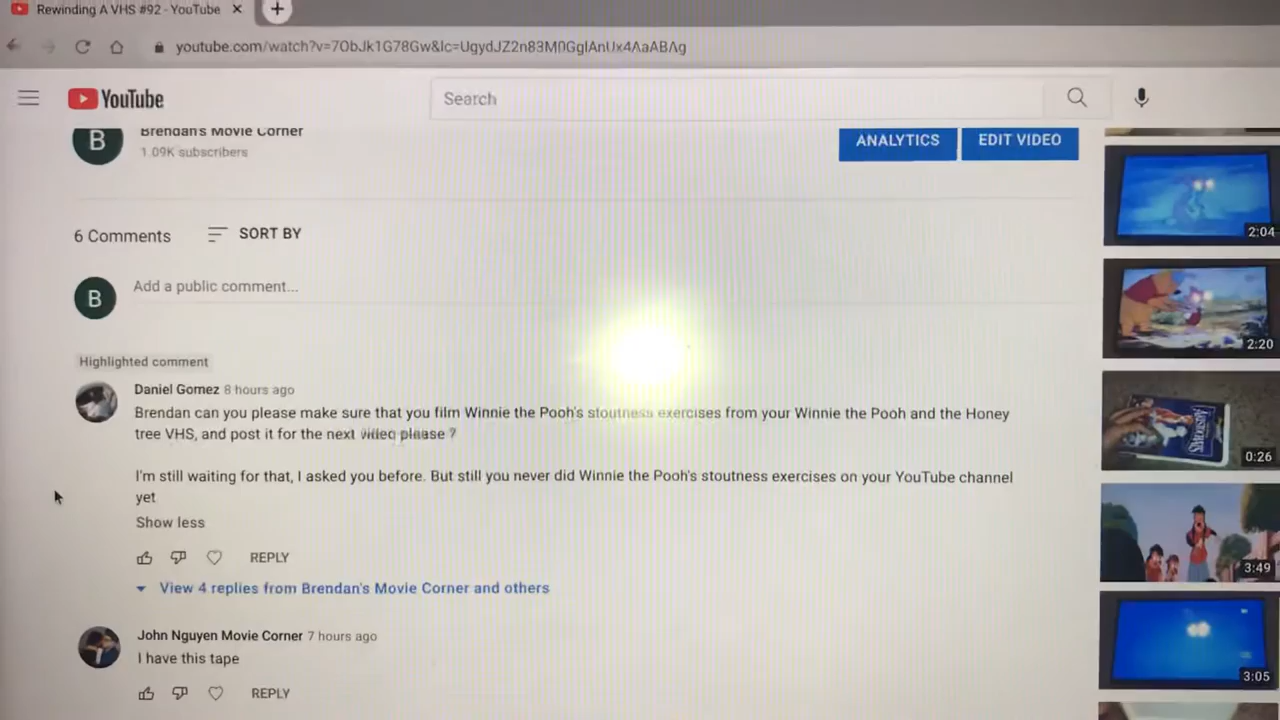 Rewinding A VHS #92 - YouTube
youtube.com/watch?v=7ObJk1G78Gw&lc=UgydJZ2n83M0GglAnUx4AaABAg
YouTube
Search
Brendan's Movie Corner
1.09K subscribers
ANALYTICS
EDIT VIDEO
6 Comments
SORT BY
B
Add a public comment...
Highlighted comment
Daniel Gomez 8 hours ago
Brendan can you please make sure that you film Winnie the Pooh's stoutness exercises from your Winnie the Pooh and the Honey
tree VHS, and post it for the next video please ?
I'm still waiting for that, I asked you before. But still you never did Winnie the Pooh's stoutness exercises on your YouTube channel
yet
Show less
REPLY
View 4 replies from Brendan's Movie Corner and others
John Nguyen Movie Corner 7 hours ago
I have this tape
REPLY
B
2:04
2:20
0:26
3:49
3:05